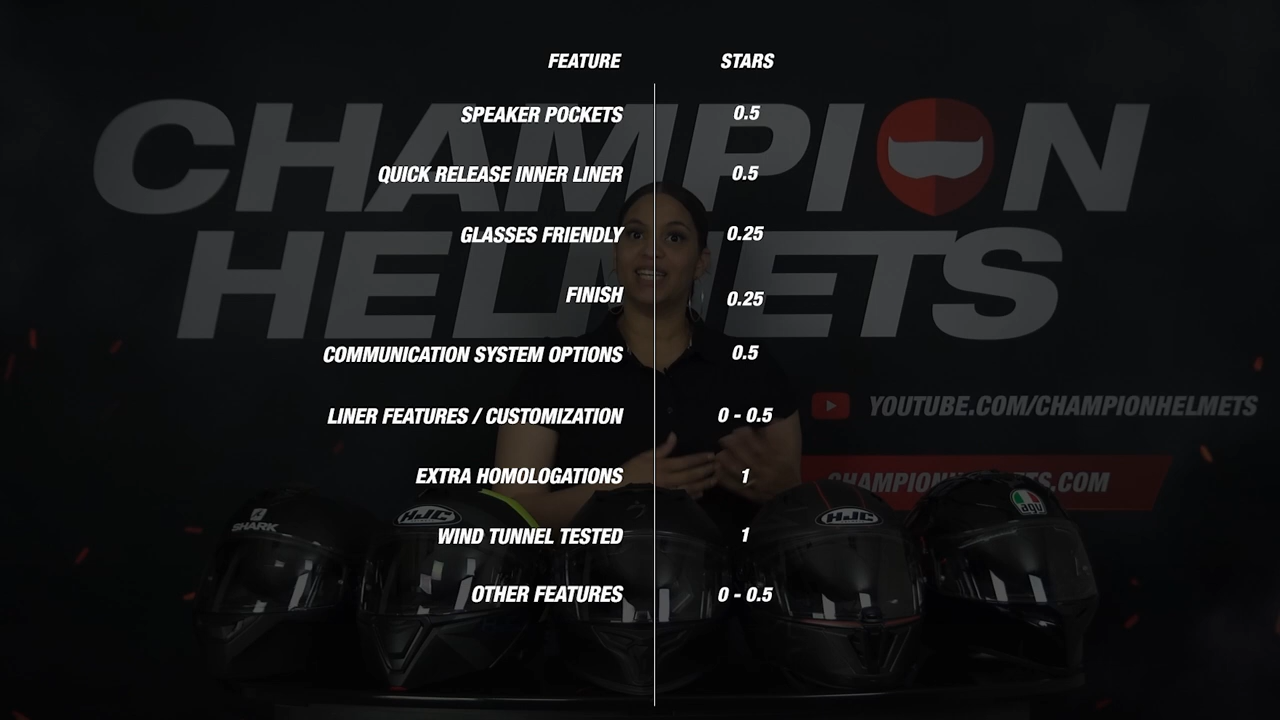 FEATURE STARS
SPEAKER POCKETS 0.5
QUICK RELEASE INNER LINER 0.5
GLASSES FRIENDLY 0.25
FINISH 0.25
COMMUNICATION SYSTEM OPTIONS 0.5
LINER FEATURES / CUSTOMIZATION 0 - 0.5
EXTRA HOMOLOGATIONS 1
WIND TUNNEL TESTED 1
OTHER FEATURES 0 - 0.5
CHAMPION
HELMETS
YOUTUBE.COM/CHAMPIONHELMETS
CHAMPIONHELMETS.COM
SHARK
HJC
HJC
agv